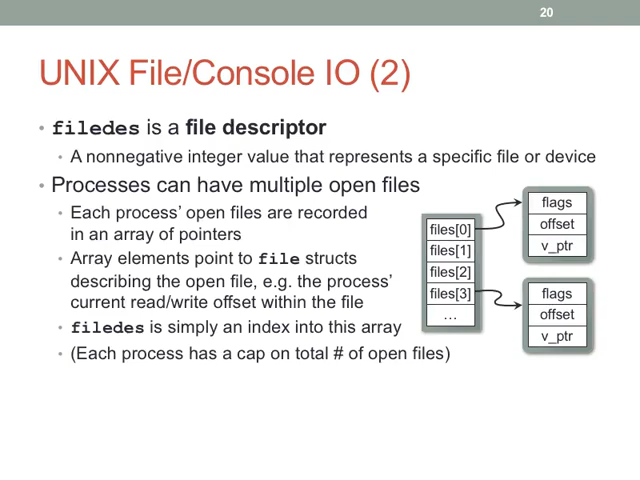 20
UNIX File/Console IO (2)
• filedes is a file descriptor
• A nonnegative integer value that represents a specific file or device
• Processes can have multiple open files
• Each process' open files are recorded
in an array of pointers
• Array elements point to file structs
describing the open file, e.g. the process'
current read/write offset within the file
• filedes is simply an index into this array
• (Each process has a cap on total # of open files)
files[0]
files[1]
files[2]
files[3]
…
flags
offset
v_ptr
flags
offset
v_ptr